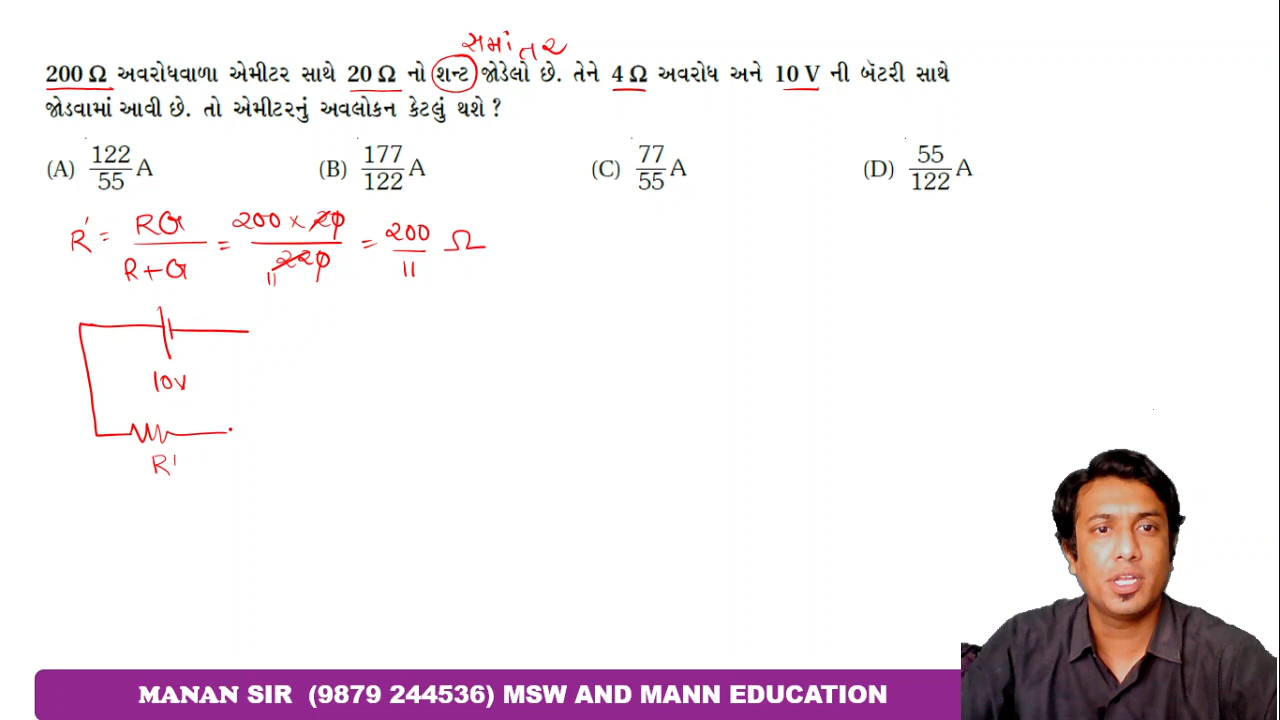 સમાંતર
200 Ω અવરોધવાળા એમીટર સાથે 20 Ω નો શન્ટ જોડેલો છે. તેને 4 Ω અવરોધ અને 10 V ની બૅટરી સાથે
જોડવામાં આવી છે. તો એમીટરનું અવલોકન કેટલું થશે ?
(A) 122/55 A (B) 177/122 A (C) 77/55 A (D) 55/122 A
R' = RG/R+G = 200 × 20/220 11 = 200/11 Ω
10V
R'
MANAN SIR (9879 244536) MSW AND MANN EDUCATION